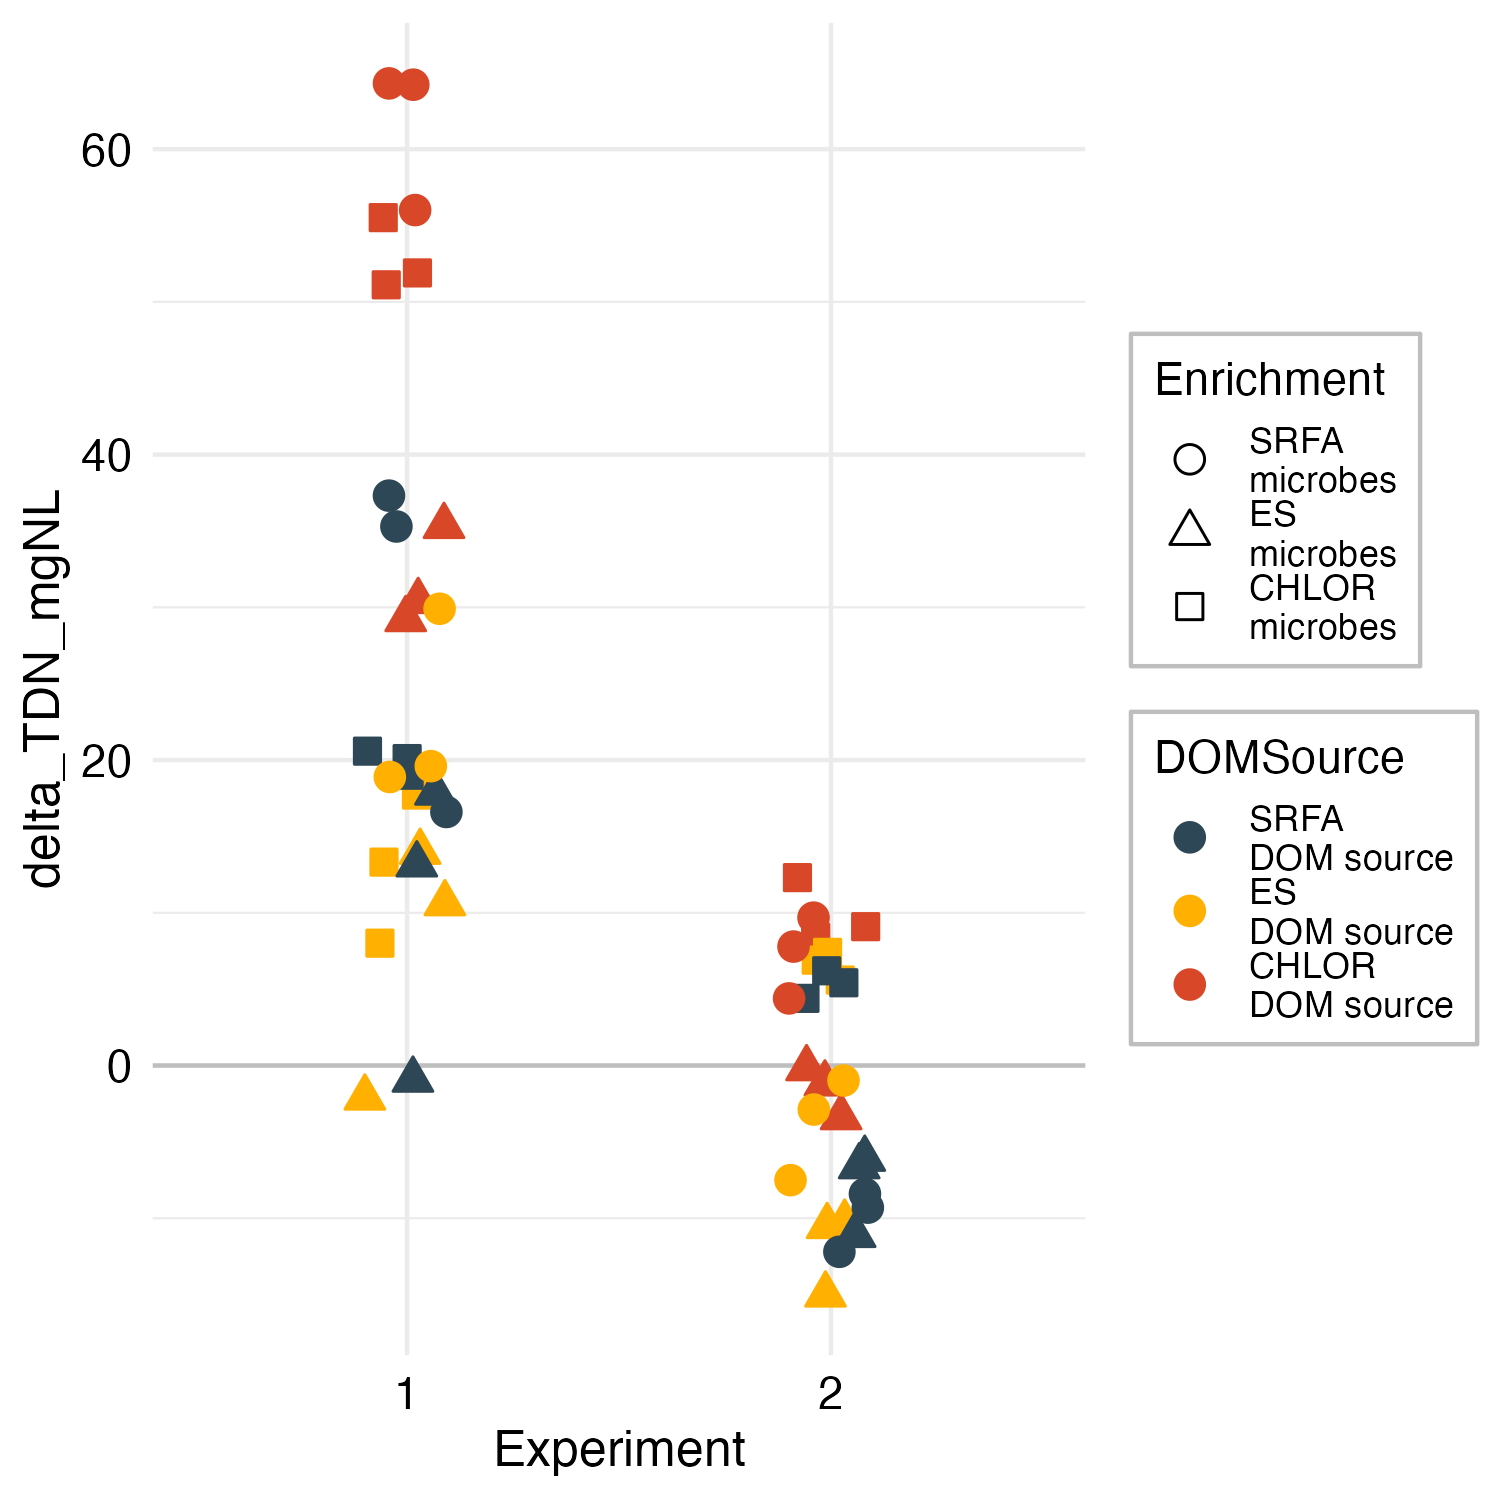 delta_TDN_mgNL
60
40
20
0
1
2
Experiment
Enrichment
SRFA
microbes
ES
microbes
CHLOR
microbes
DOMSource
SRFA
DOM source
ES
DOM source
CHLOR
DOM source